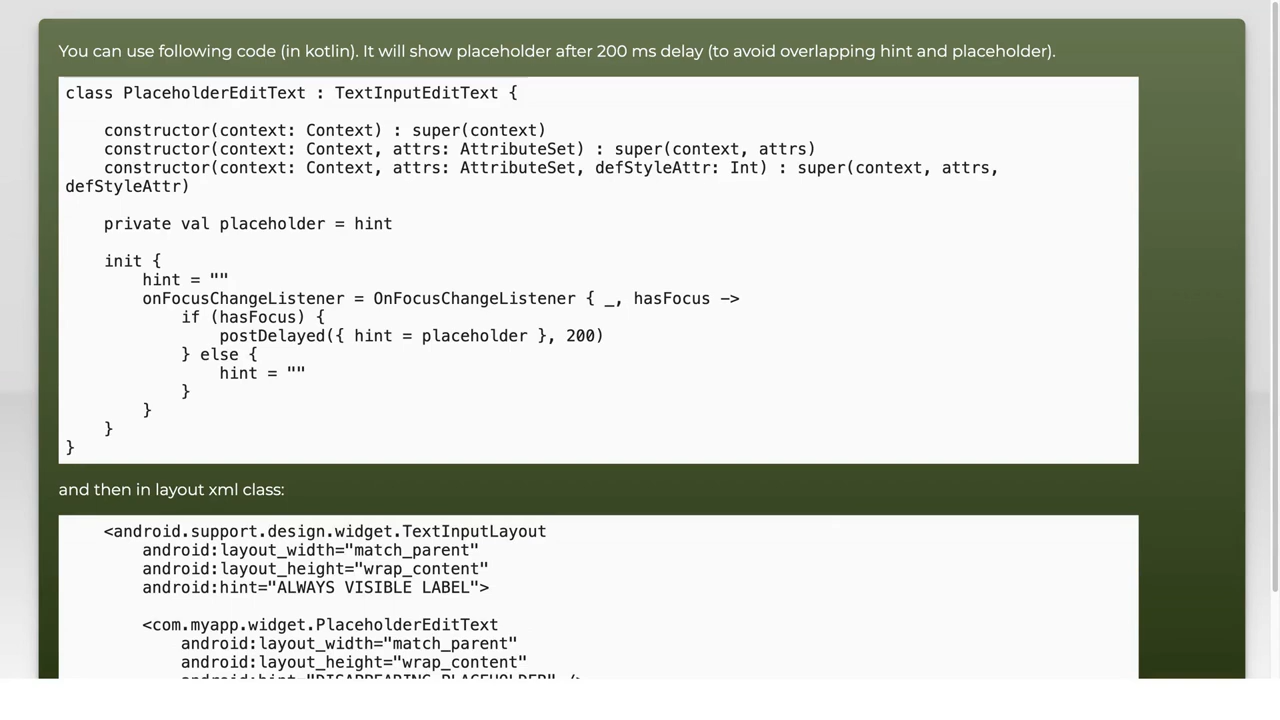 You can use following code (in kotlin). It will show placeholder after 200 ms delay (to avoid overlapping hint and placeholder).
class PlaceholderEditText : TextInputEditText {
    constructor(context: Context) : super(context)
    constructor(context: Context, attrs: AttributeSet) : super(context, attrs)
    constructor(context: Context, attrs: AttributeSet, defStyleAttr: Int) : super(context, attrs,
defStyleAttr)
    private val placeholder = hint
    init {
        hint = ""
        onFocusChangeListener = OnFocusChangeListener { _, hasFocus ->
            if (hasFocus) {
                postDelayed({ hint = placeholder }, 200)
            } else {
                hint = ""
            }
        }
    }
}
and then in layout xml class:
    <android.support.design.widget.TextInputLayout
        android:layout_width="match_parent"
        android:layout_height="wrap_content"
        android:hint="ALWAYS VISIBLE LABEL">
        <com.myapp.widget.PlaceholderEditText
            android:layout_width="match_parent"
            android:layout_height="wrap_content"
            android:hint="DISAPPEARING PLACEHOLDER" />